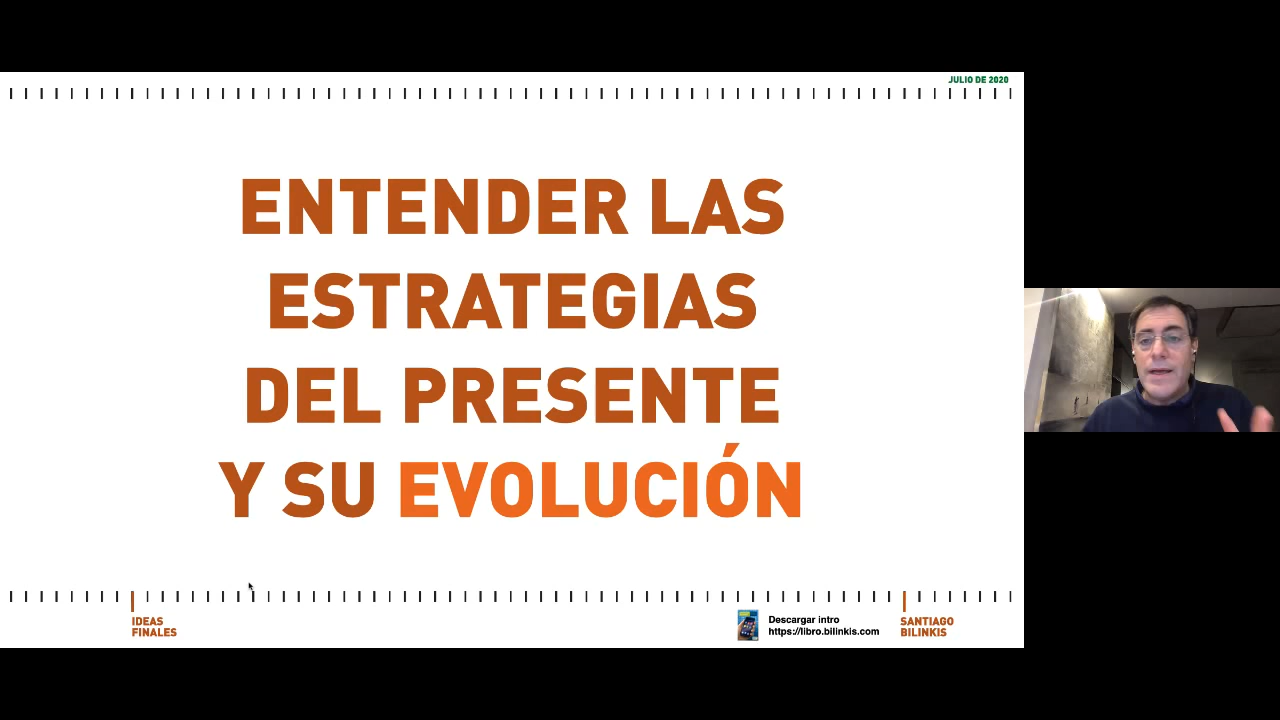 JULIO DE 2020
ENTENDER LAS
ESTRATEGIAS
DEL PRESENTE
Y SU EVOLUCIÓN
IDEAS
FINALES
Descargar intro
https://libro.bilinkis.com
SANTIAGO
BILINKIS